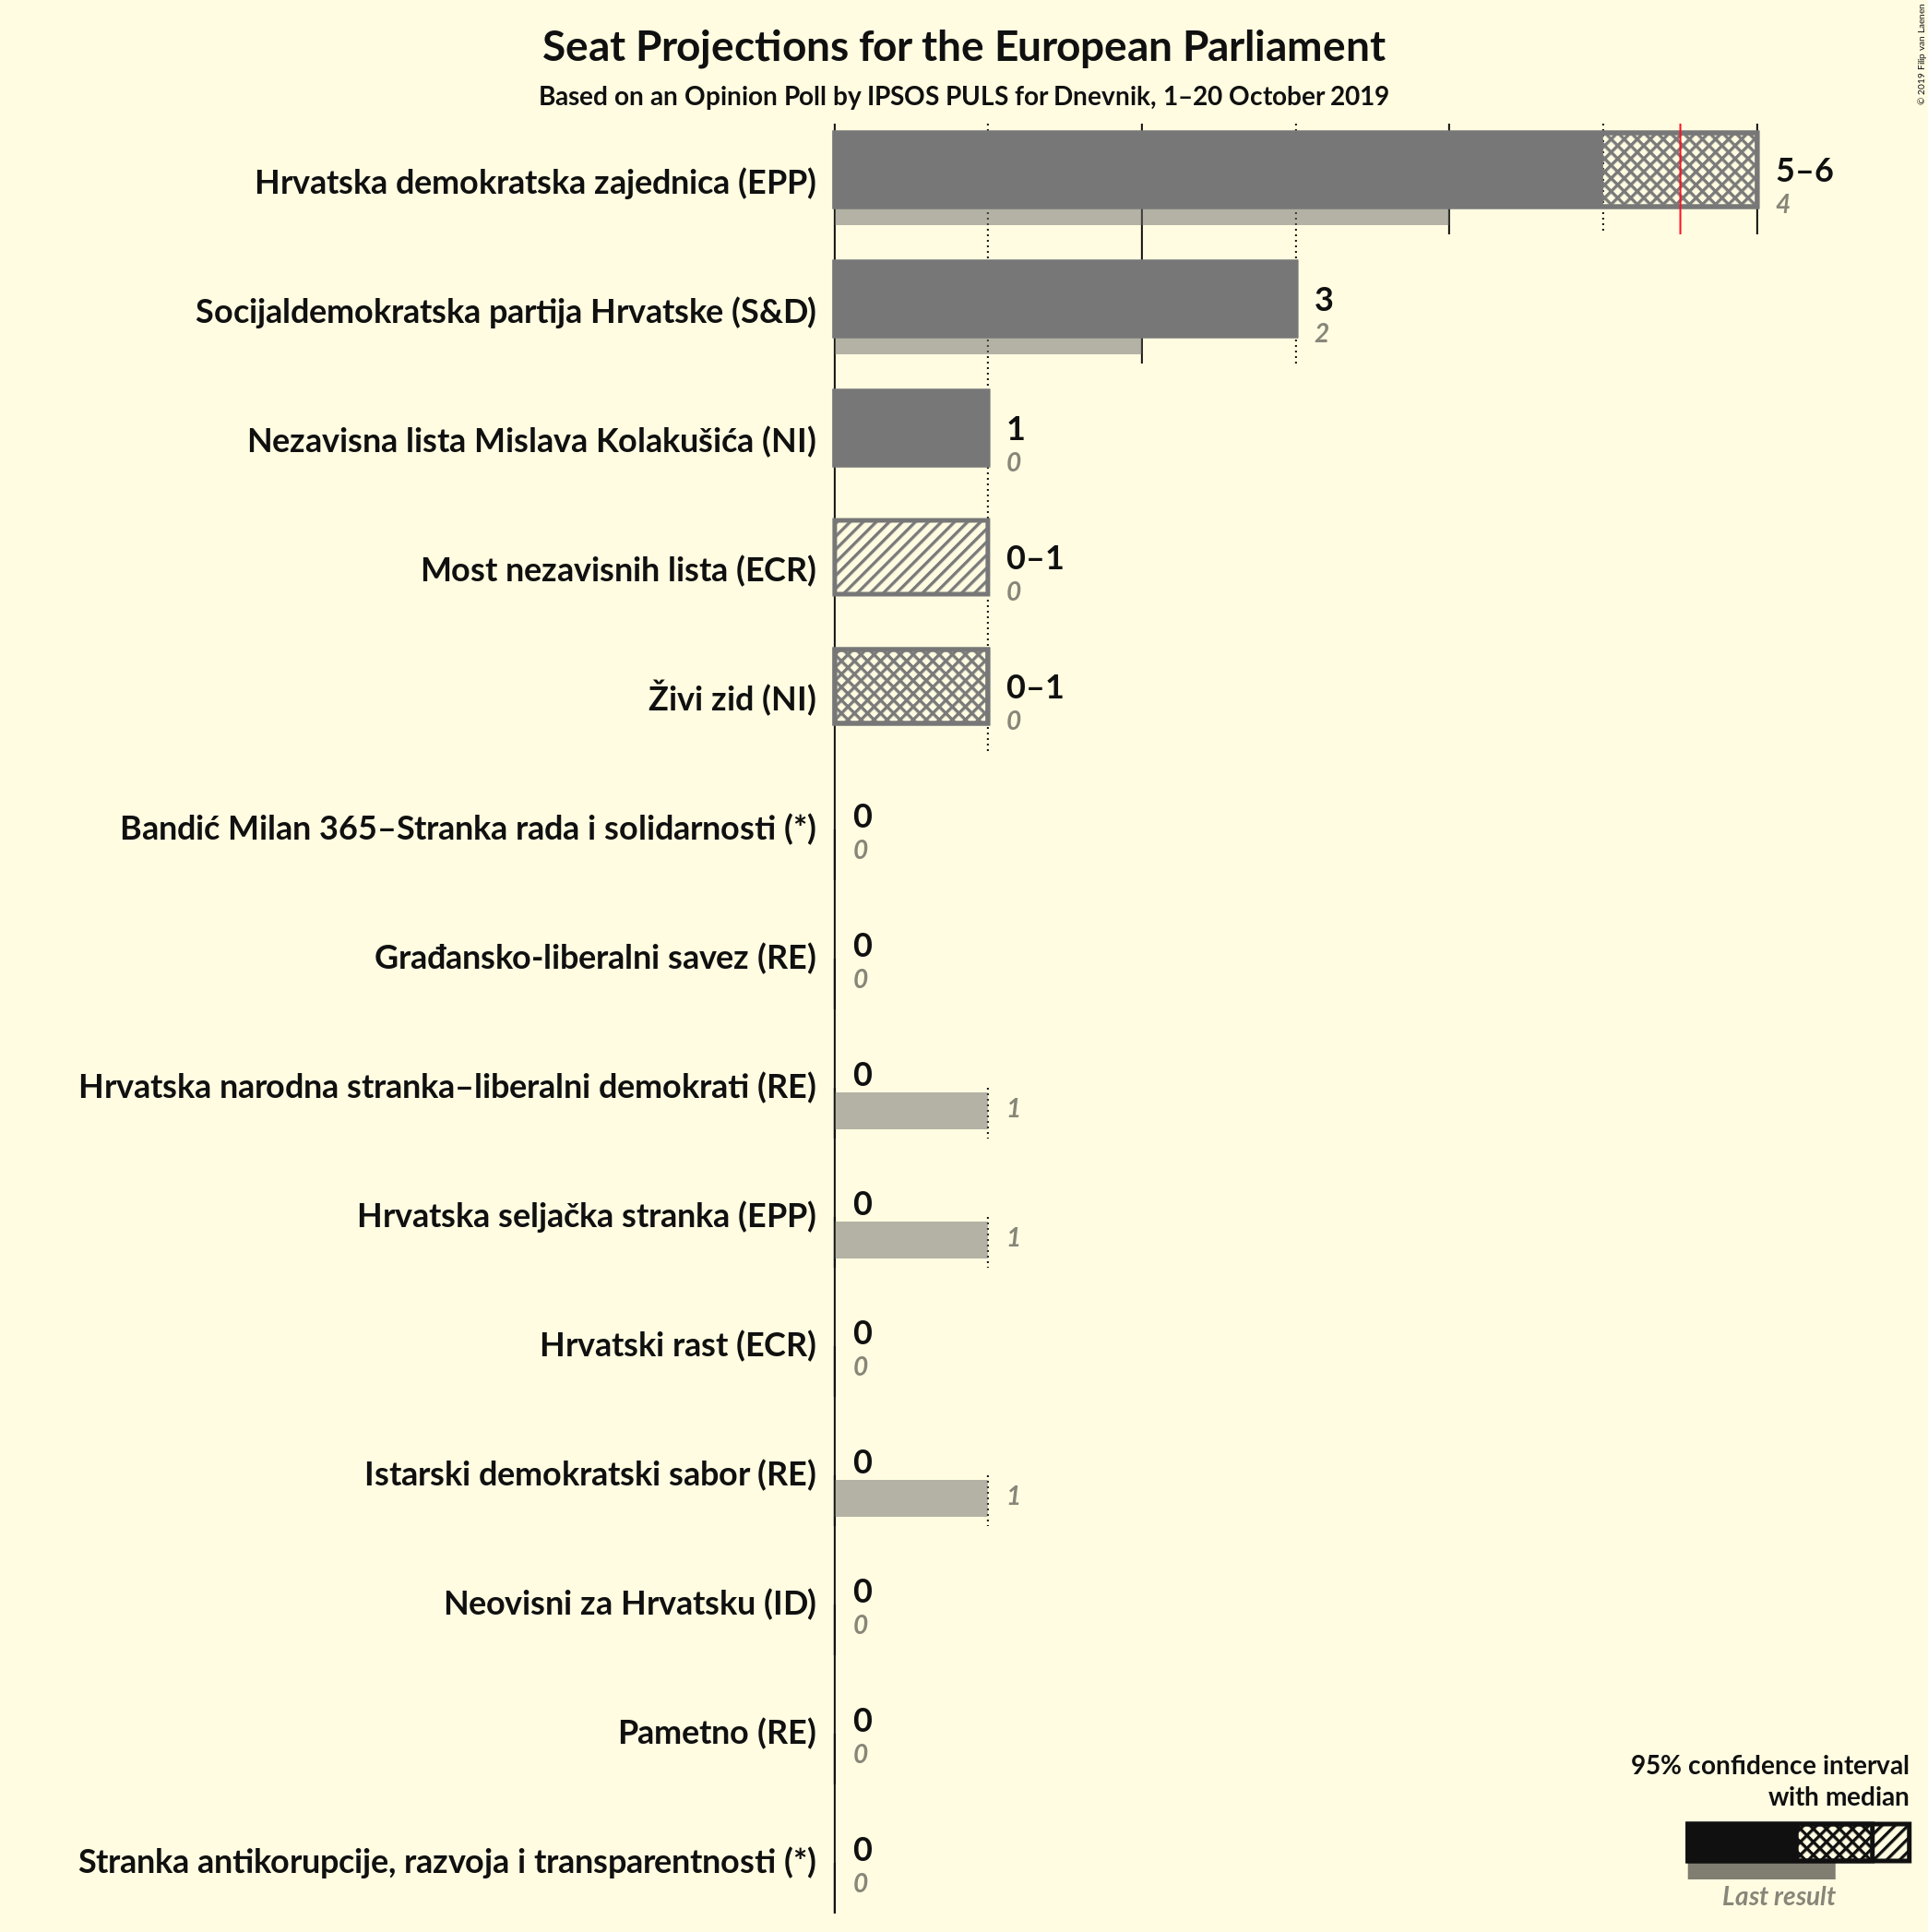 Seat Projections for the European Parliament
Based on an Opinion Poll by IPSOS PULS for Dnevnik, 1–20 October 2019
© 2019 Filip van Laenen
Hrvatska demokratska zajednica (EPP)
5–6
4
Socijaldemokratska partija Hrvatske (S&D)
3
2
Nezavisna lista Mislava Kolakušića (NI)
1
0
Most nezavisnih lista (ECR)
0–1
0
Živi zid (NI)
0–1
0
Bandić Milan 365–Stranka rada i solidarnosti (*)
0
0
Građansko-liberalni savez (RE)
0
0
Hrvatska narodna stranka–liberalni demokrati (RE)
0
1
Hrvatska seljačka stranka (EPP)
0
1
Hrvatski rast (ECR)
0
0
Istarski demokratski sabor (RE)
0
1
Neovisni za Hrvatsku (ID)
0
0
Pametno (RE)
0
0
Stranka antikorupcije, razvoja i transparentnosti (*)
0
0
95% confidence interval
with median
Last result